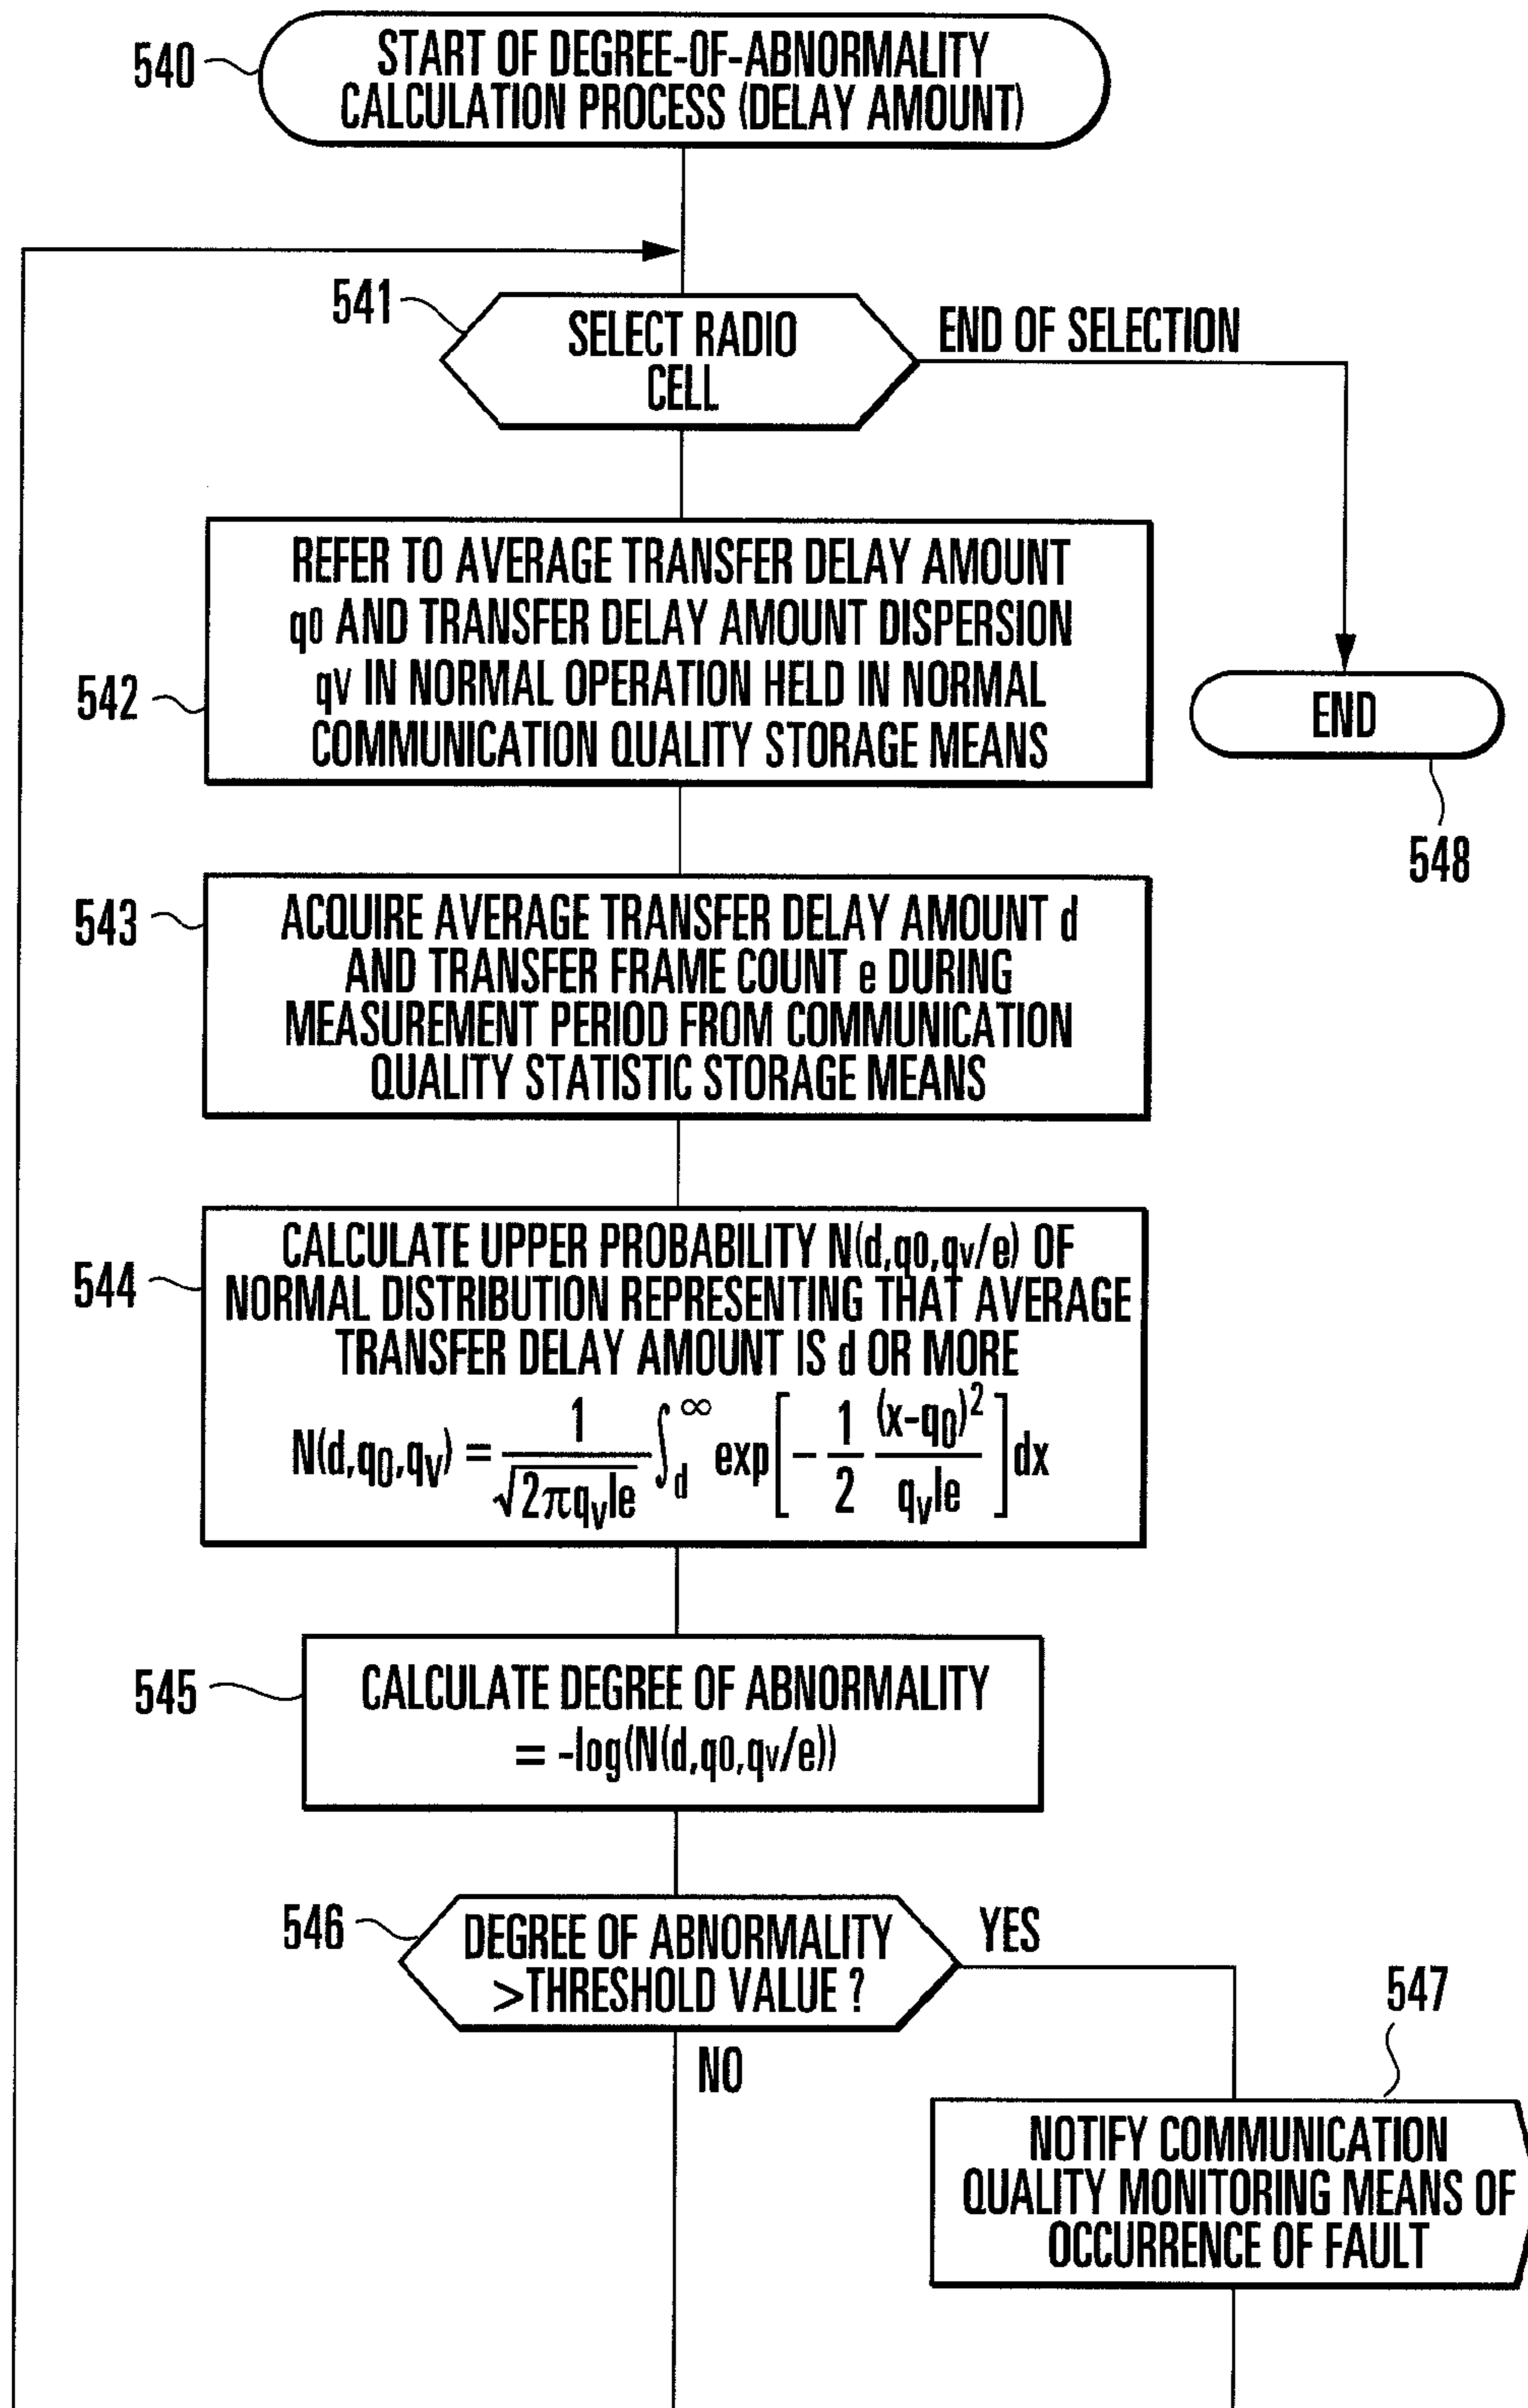 540
START OF DEGREE-OF-ABNORMALITY
CALCULATION PROCESS (DELAY AMOUNT)
541
SELECT RADIO
CELL
END OF SELECTION
542
REFER TO AVERAGE TRANSFER DELAY AMOUNT
q0 AND TRANSFER DELAY AMOUNT DISPERSION
qv IN NORMAL OPERATION HELD IN NORMAL
COMMUNICATION QUALITY STORAGE MEANS
END
548
543
ACQUIRE AVERAGE TRANSFER DELAY AMOUNT d
AND TRANSFER FRAME COUNT e DURING
MEASUREMENT PERIOD FROM COMMUNICATION
QUALITY STATISTIC STORAGE MEANS
544
CALCULATE UPPER PROBABILITY N(d,q0,qv/e) OF
NORMAL DISTRIBUTION REPRESENTING THAT AVERAGE
TRANSFER DELAY AMOUNT IS d OR MORE
N(d,q₀,qᵥ) = 1/√(2πqᵥ|e) ∫_d^∞ exp[ - 1/2 (x-q₀)²/(qᵥ|e) ] dx
545
CALCULATE DEGREE OF ABNORMALITY
= -log(N(d,q0,qv/e))
546
DEGREE OF ABNORMALITY
>THRESHOLD VALUE ?
YES
NO
547
NOTIFY COMMUNICATION
QUALITY MONITORING MEANS OF
OCCURRENCE OF FAULT